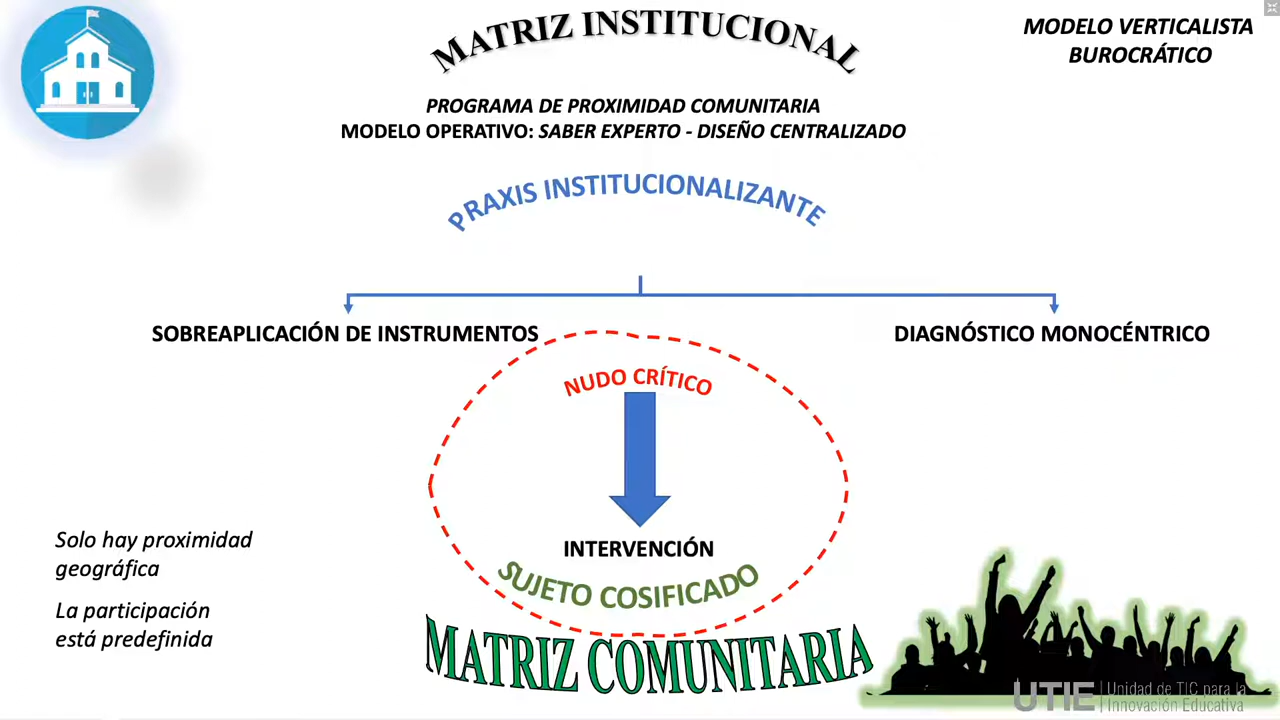 MATRIZ INSTITUCIONAL
MODELO VERTICALISTA
BUROCRÁTICO
PROGRAMA DE PROXIMIDAD COMUNITARIA
MODELO OPERATIVO: SABER EXPERTO - DISEÑO CENTRALIZADO
PRAXIS INSTITUCIONALIZANTE
SOBREAPLICACIÓN DE INSTRUMENTOS
DIAGNÓSTICO MONOCÉNTRICO
NUDO CRÍTICO
INTERVENCIÓN
SUJETO COSIFICADO
Solo hay proximidad
geográfica
La participación
está predefinida
MATRIZ COMUNITARIA
UTIE
Unidad de TIC para la
Innovación Educativa